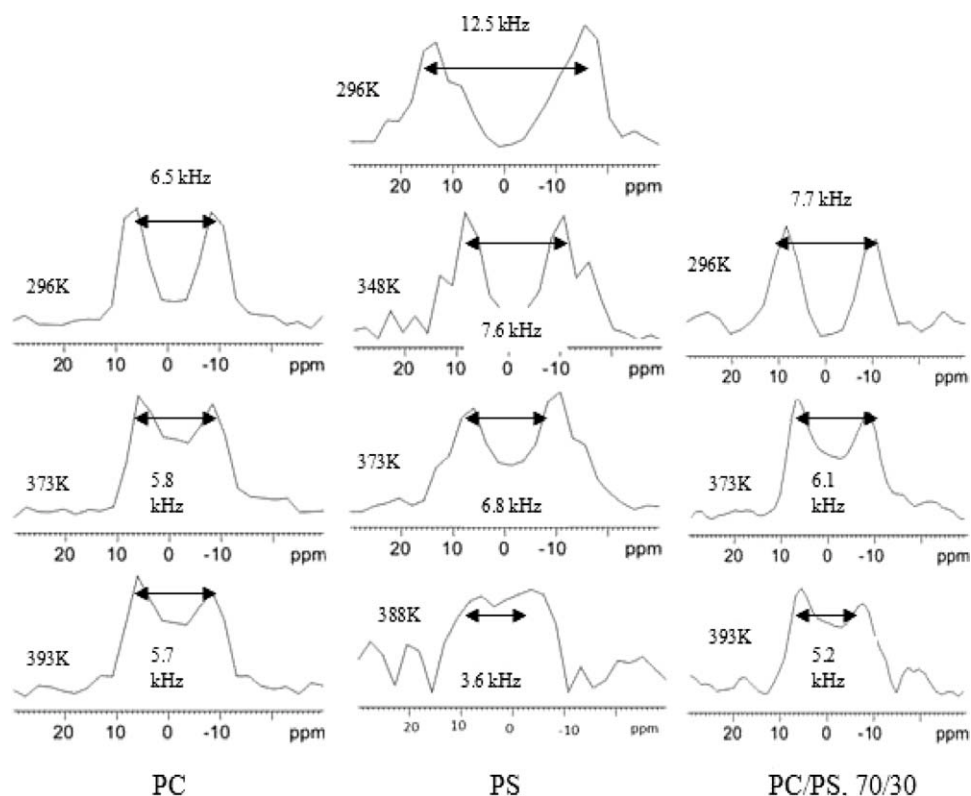 12.5 kHz
296K
20 10 0 -10 ppm
6.5 kHz
296K
20 10 0 -10 ppm
348K
7.6 kHz
20 10 0 -10 ppm
7.7 kHz
296K
20 10 0 -10 ppm
373K
5.8
kHz
20 10 0 -10 ppm
373K
6.8 kHz
20 10 0 -10 ppm
373K
6.1
kHz
20 10 0 -10 ppm
393K
5.7
kHz
20 10 0 -10 ppm
388K
3.6 kHz
20 10 0 -10 ppm
393K
5.2
kHz
20 10 0 -10 ppm
PC
PS
PC/PS, 70/30